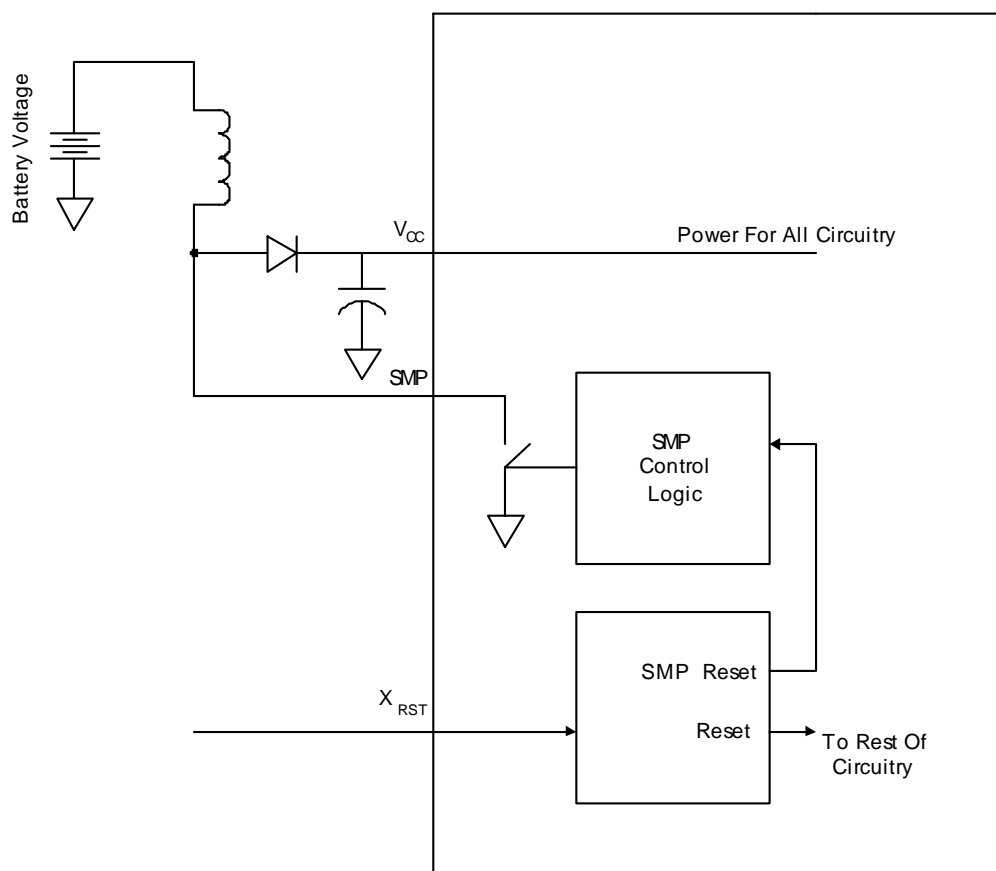 Battery Voltage
VCC
Power For All Circuitry
SMP
SMP
Control
Logic
SMP Reset
XRST
Reset
To Rest Of
Circuitry